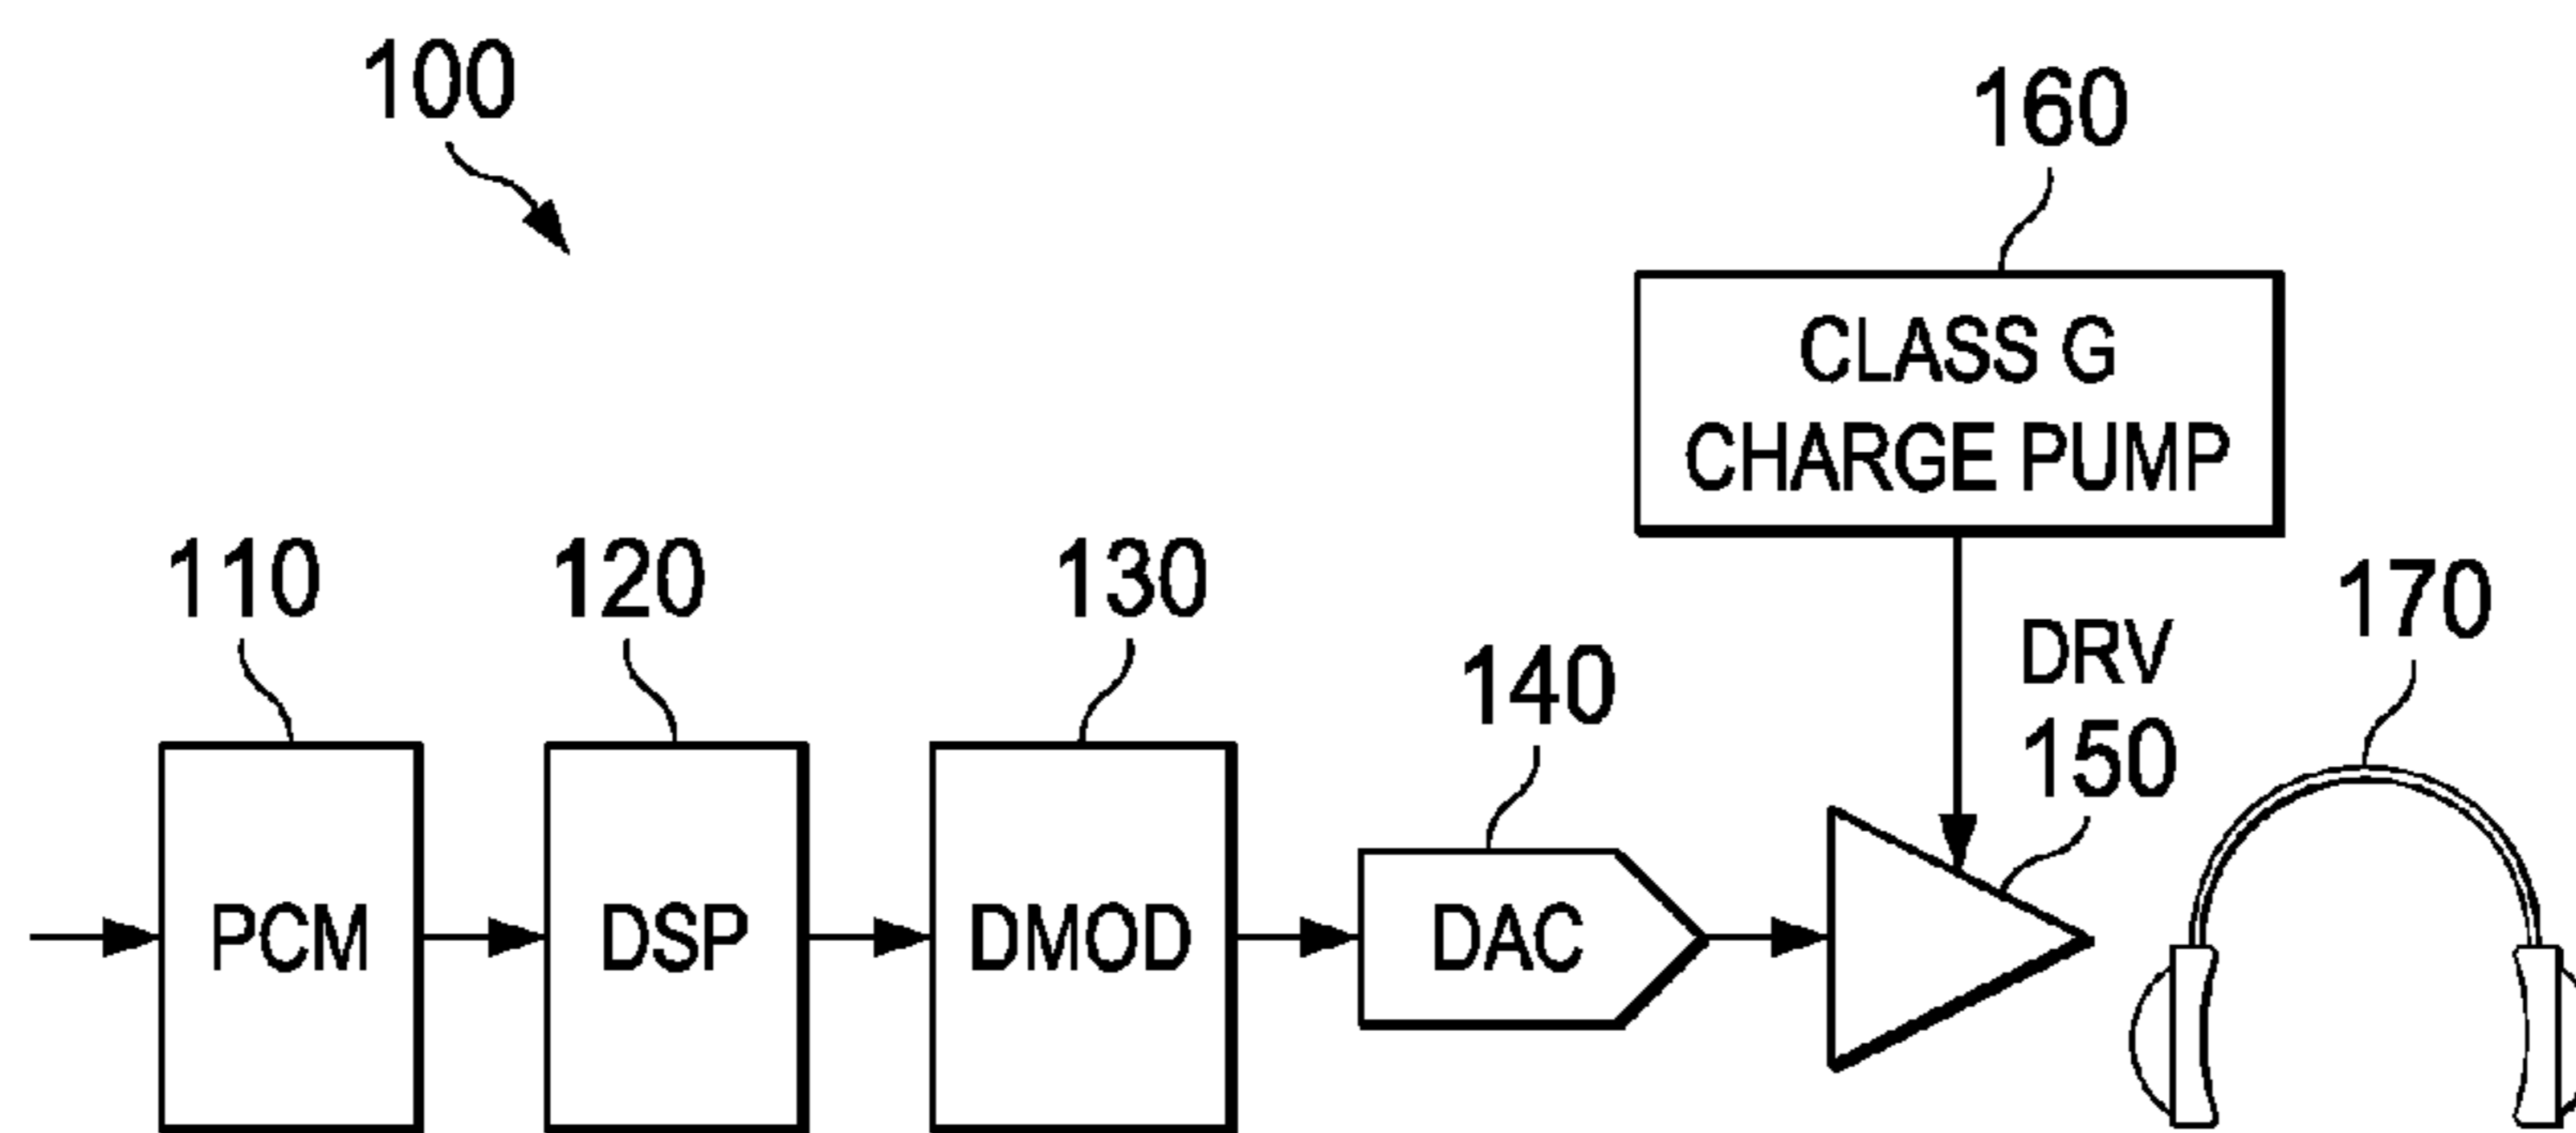 100
160
CLASS G
CHARGE PUMP
110
120
130
140
DRV
150
170
PCM
DSP
DMOD
DAC